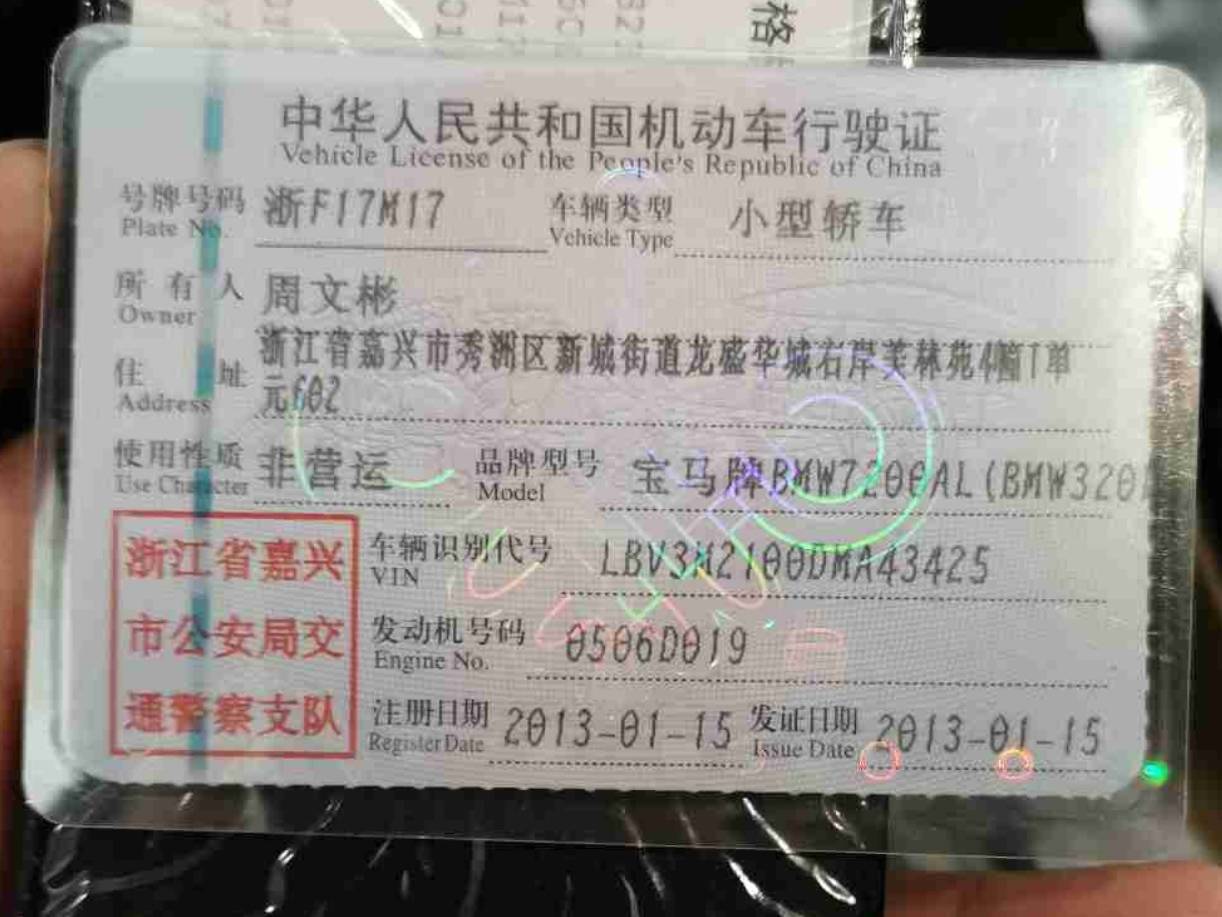 格
中华人民共和国机动车行驶证
Vehicle License of the People's Republic of China
号牌号码 浙F17M17 车辆类型 小型轿车
Plate No. Vehicle Type
所有人 周文彬
Owner
浙江省嘉兴市秀洲区新城街道龙盛华城右岸美林苑4幢1单
住址 元602
Address
使用性质 非营运 品牌型号 宝马牌BMW7200AL(BMW320
Use Character Model
浙江省嘉兴 车辆识别代号 LBV3M2100DMA43425
VIN
市公安局交 发动机号码 0506D019
Engine No.
通警察支队 注册日期 2013-01-15 发证日期 2013-01-15
Register Date Issue Date